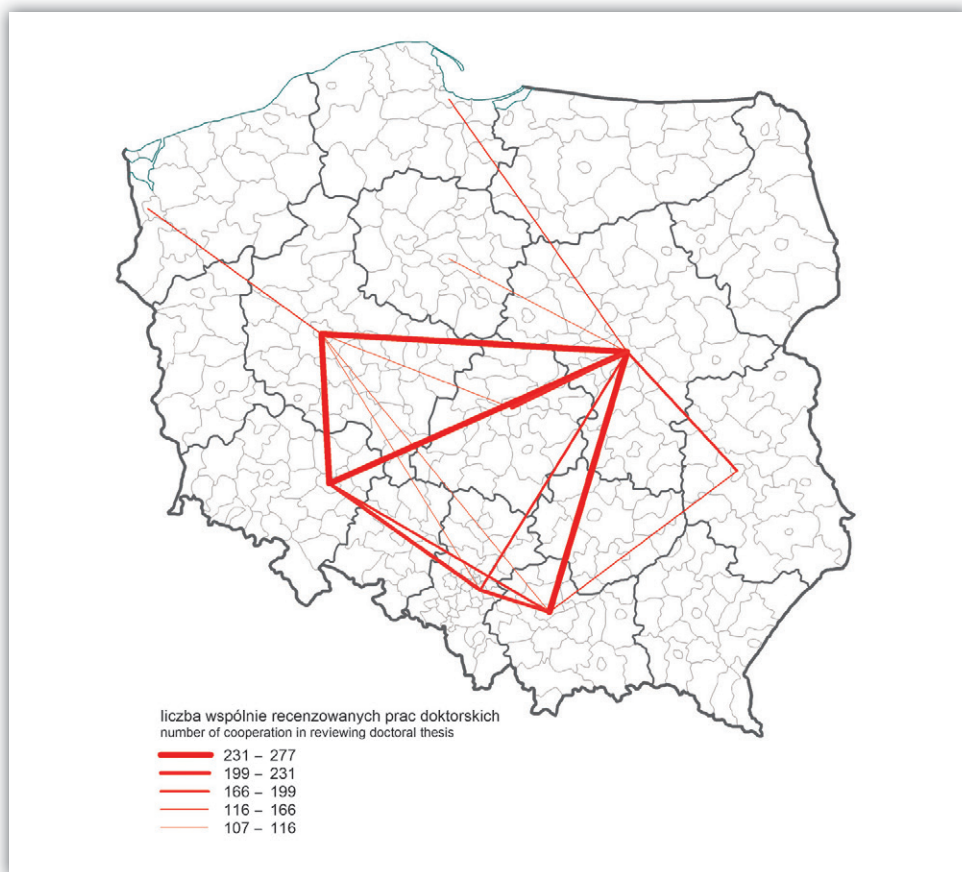 liczba wspólnie recenzowanych prac doktorskich
number of cooperation in reviewing doctoral thesis
231 – 277
199 – 231
166 – 199
116 – 166
107 – 116